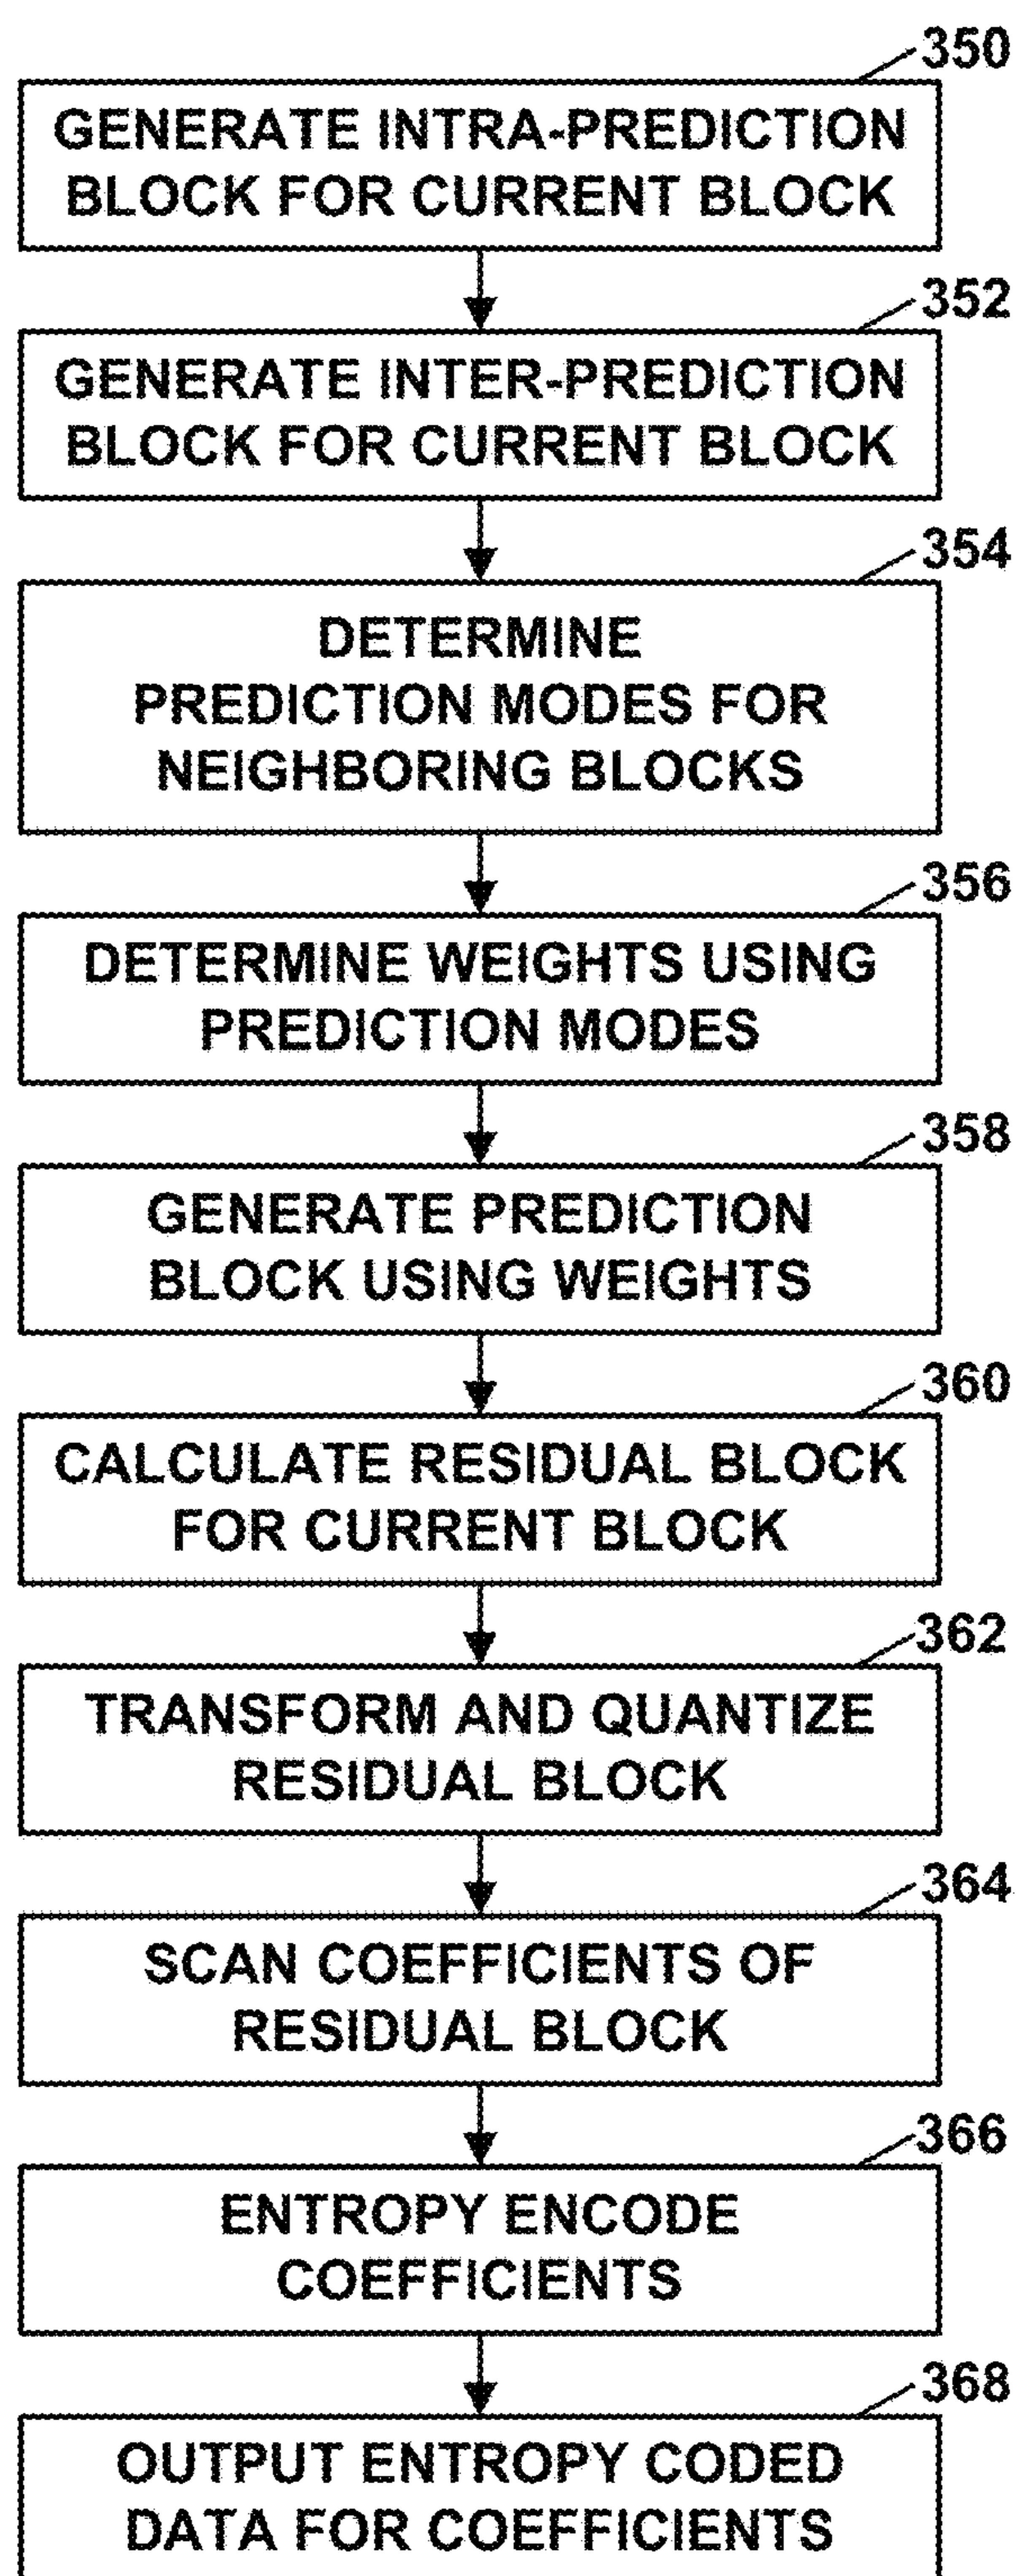 350
GENERATE INTRA-PREDICTION
BLOCK FOR CURRENT BLOCK
352
GENERATE INTER-PREDICTION
BLOCK FOR CURRENT BLOCK
354
DETERMINE
PREDICTION MODES FOR
NEIGHBORING BLOCKS
356
DETERMINE WEIGHTS USING
PREDICTION MODES
358
GENERATE PREDICTION
BLOCK USING WEIGHTS
360
CALCULATE RESIDUAL BLOCK
FOR CURRENT BLOCK
362
TRANSFORM AND QUANTIZE
RESIDUAL BLOCK
364
SCAN COEFFICIENTS OF
RESIDUAL BLOCK
366
ENTROPY ENCODE
COEFFICIENTS
368
OUTPUT ENTROPY CODED
DATA FOR COEFFICIENTS